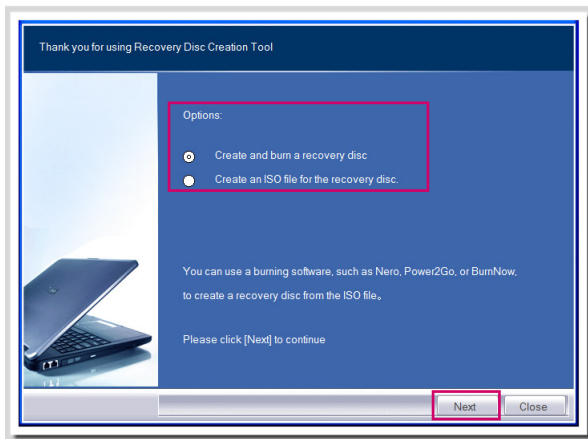 Thank you for using Recovery Disc Creation Tool
Options:
Create and burn a recovery disc
Create an ISO file for the recovery disc.
You can use a burning software, such as Nero, Power2Go, or BurnNow,
to create a recovery disc from the ISO file。
Please click [Next] to continue
Next Close